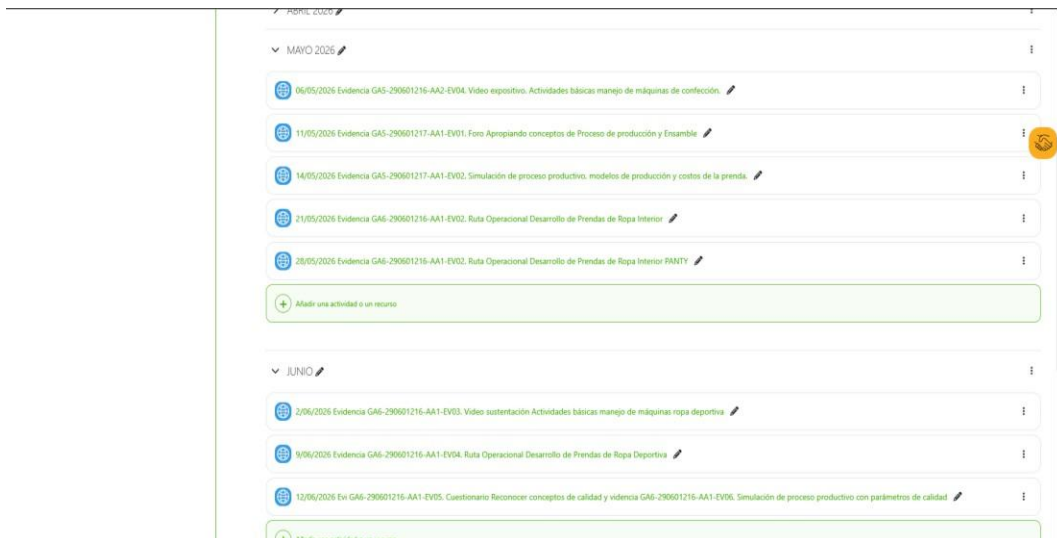 ABRIL 2026
MAYO 2026
06/05/2026 Evidencia GA5-290601216-AA2-EV04. Video expositivo. Actividades básicas manejo de máquinas de confección.
11/05/2026 Evidencia GA5-290601217-AA1-EV01. Foro Apropiando conceptos de Proceso de producción y Ensamble
14/05/2026 Evidencia GA5-290601217-AA1-EV02. Simulación de proceso productivo, modelos de producción y costos de la prenda.
21/05/2026 Evidencia GA6-290601216-AA1-EV02. Ruta Operacional Desarrollo de Prendas de Ropa Interior
28/05/2026 Evidencia GA6-290601216-AA1-EV02. Ruta Operacional Desarrollo de Prendas de Ropa Interior PANTY
Añadir una actividad o un recurso
JUNIO
2/06/2026 Evidencia GA6-290601216-AA1-EV03. Video sustentación Actividades básicas manejo de máquinas ropa deportiva
9/06/2026 Evidencia GA6-290601216-AA1-EV04. Ruta Operacional Desarrollo de Prendas de Ropa Deportiva
12/06/2026 Evi GA6-290601216-AA1-EV05. Cuestionario Reconocer conceptos de calidad y videncia GA6-290601216-AA1-EV06. Simulación de proceso productivo con parámetros de calidad